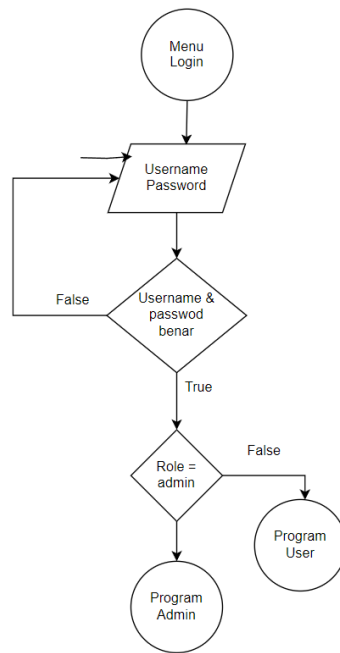 Menu
Login
Username
Password
Username &
passwod
benar
False
True
Role =
admin
False
Program
User
Program
Admin